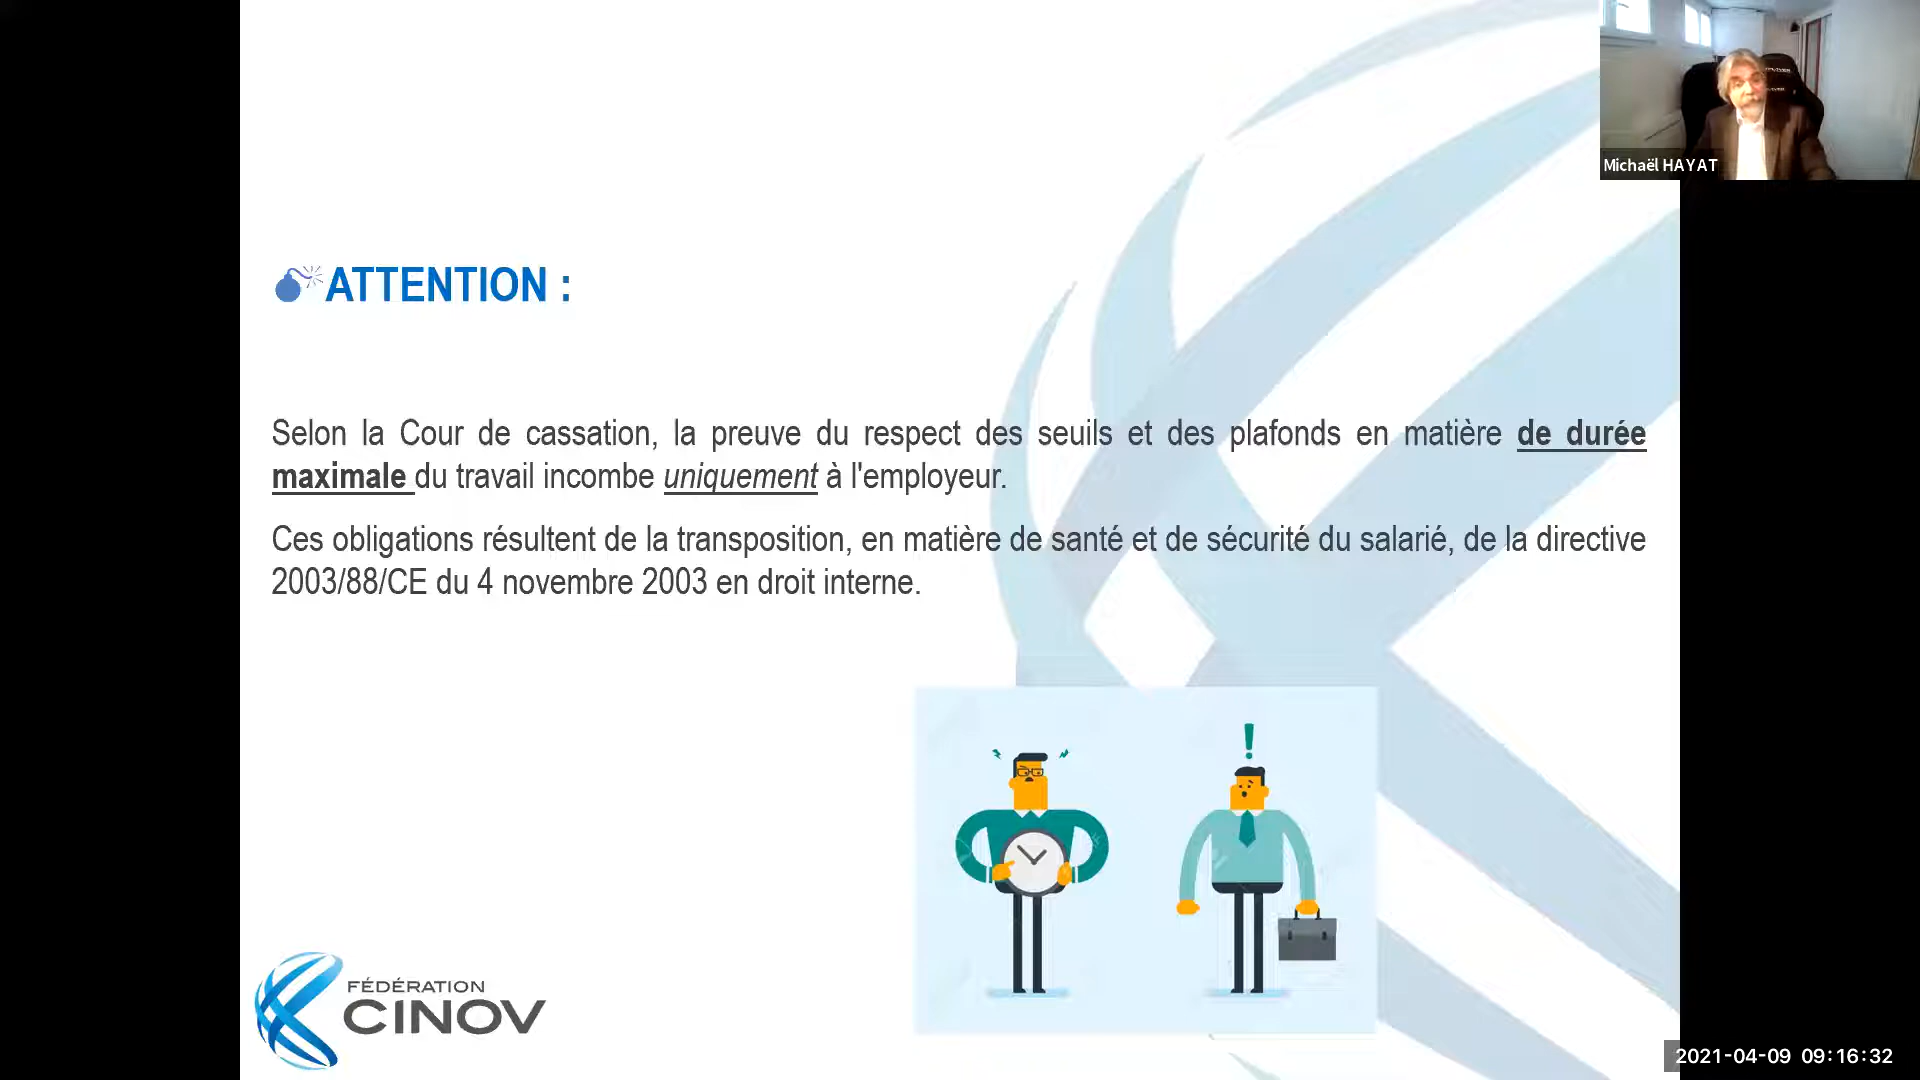 Michaël HAYAT
ATTENTION :
Selon la Cour de cassation, la preuve du respect des seuils et des plafonds en matière de durée
maximale du travail incombe uniquement à l'employeur.
Ces obligations résultent de la transposition, en matière de santé et de sécurité du salarié, de la directive
2003/88/CE du 4 novembre 2003 en droit interne.
!
FÉDÉRATION
CINOV
2021-04-09 09:16:32